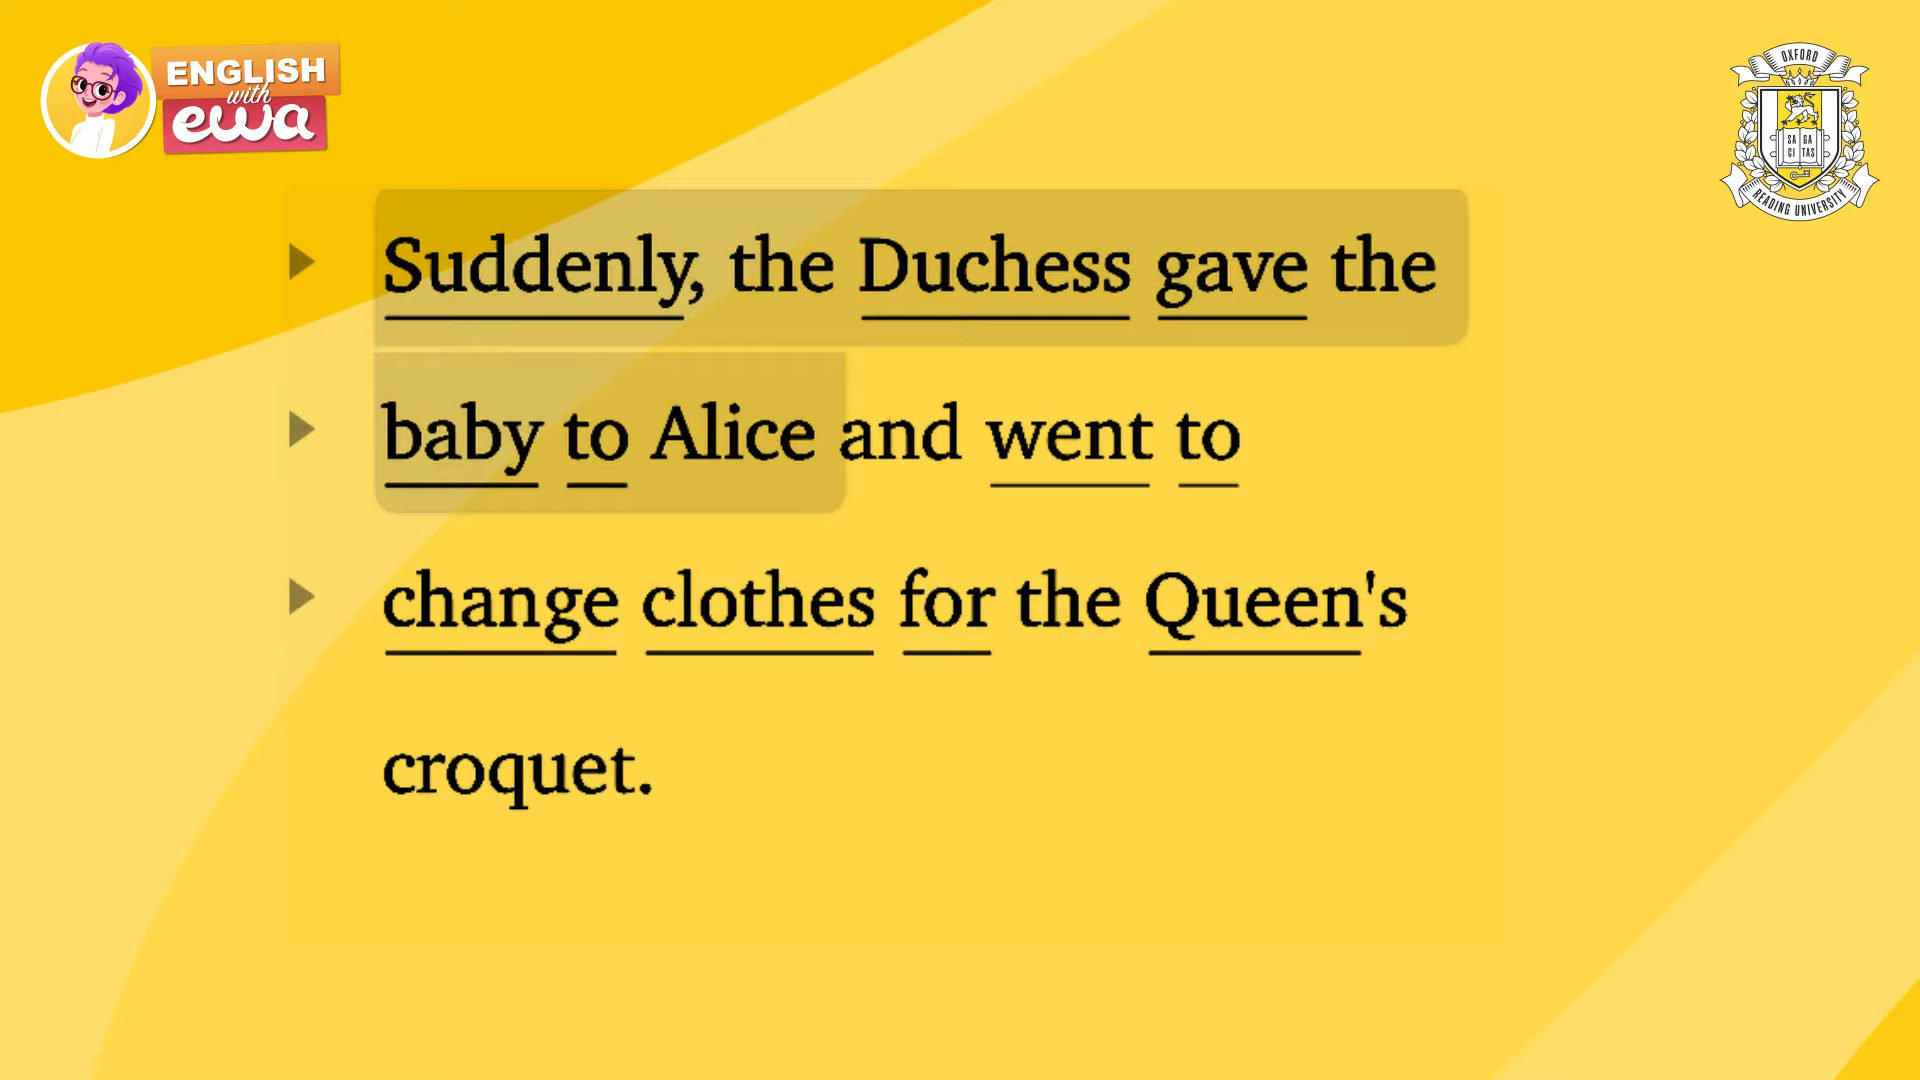 ENGLISH
with
ewa
OXFORD
SA GA
CI TAS
READING UNIVERSITY
Suddenly, the Duchess gave the
baby to Alice and went to
change clothes for the Queen's
croquet.